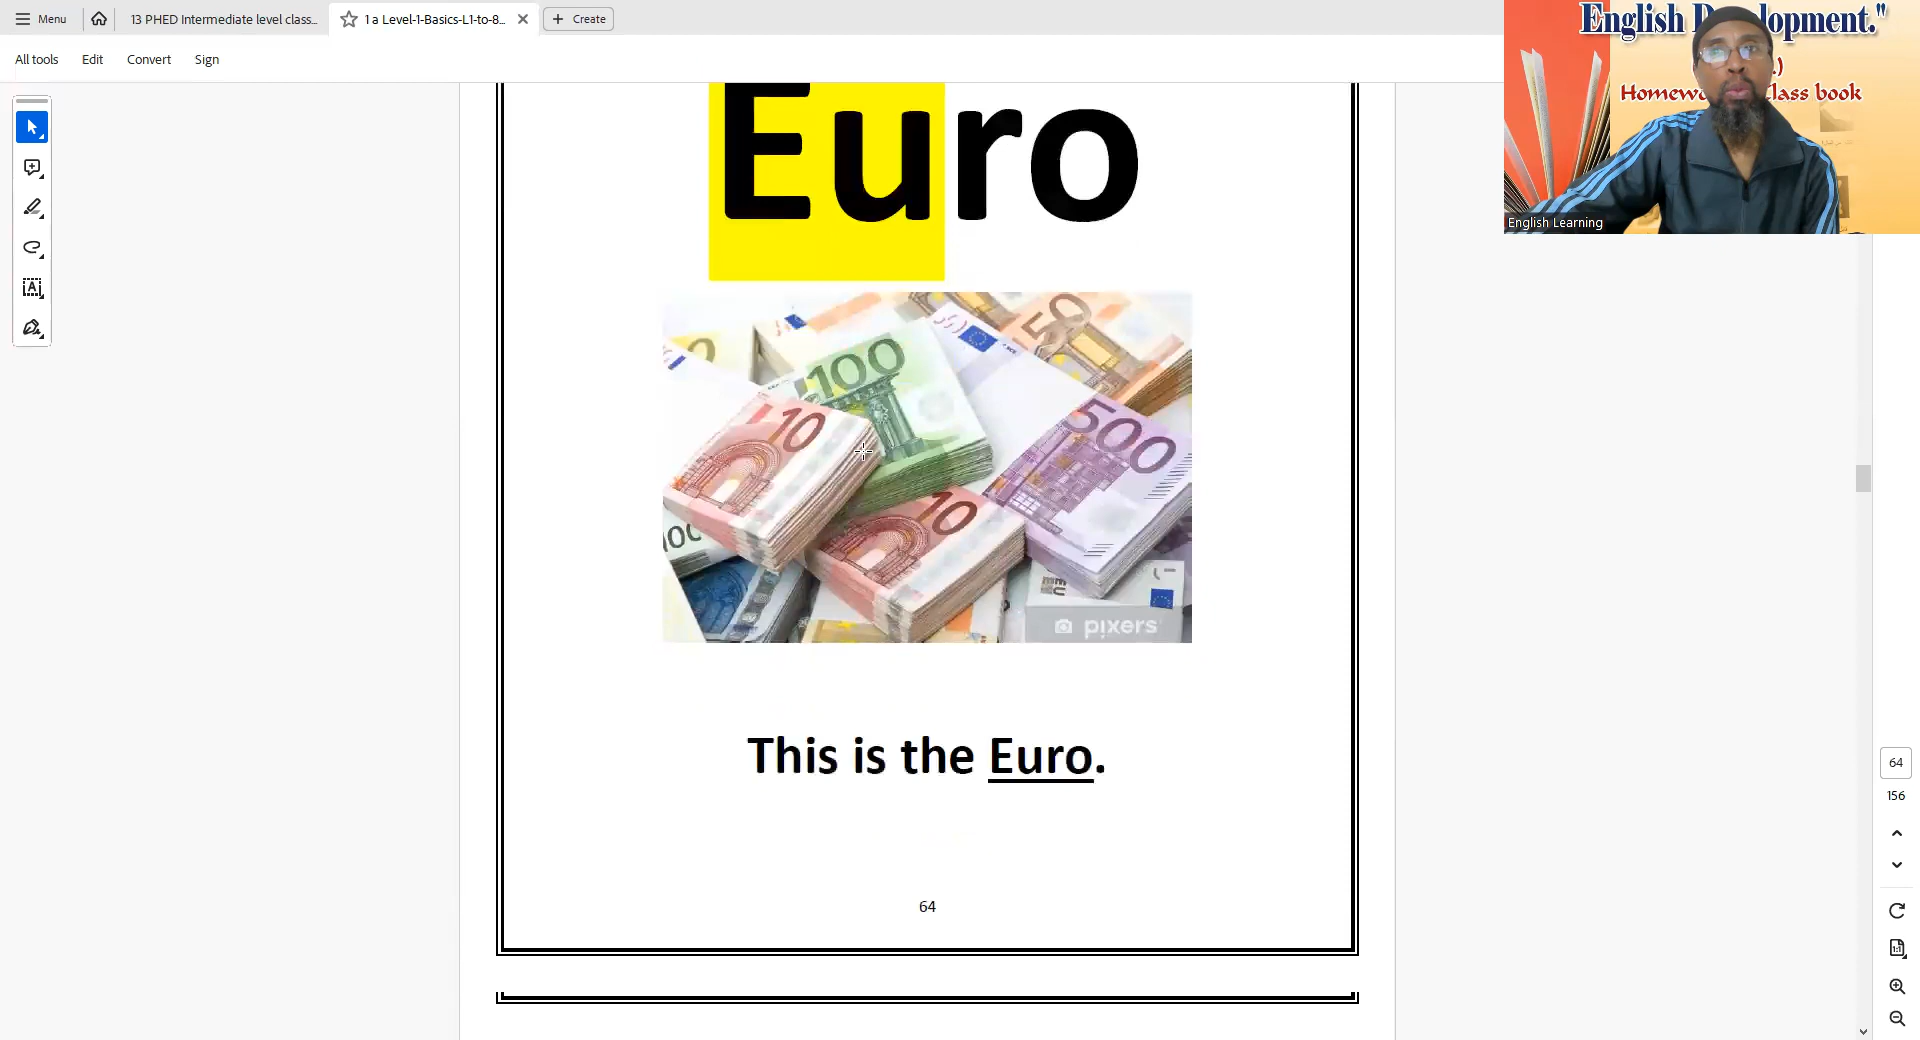 Menu
13 PHED Intermediate level class...
1 a Level-1-Basics-L1-to-8...
Create
All tools
Edit
Convert
Sign
English D lopment."
Homew Class book
English Learning
Euro
50
100
10
500
10
100
pixers
This is the Euro.
64
64
156